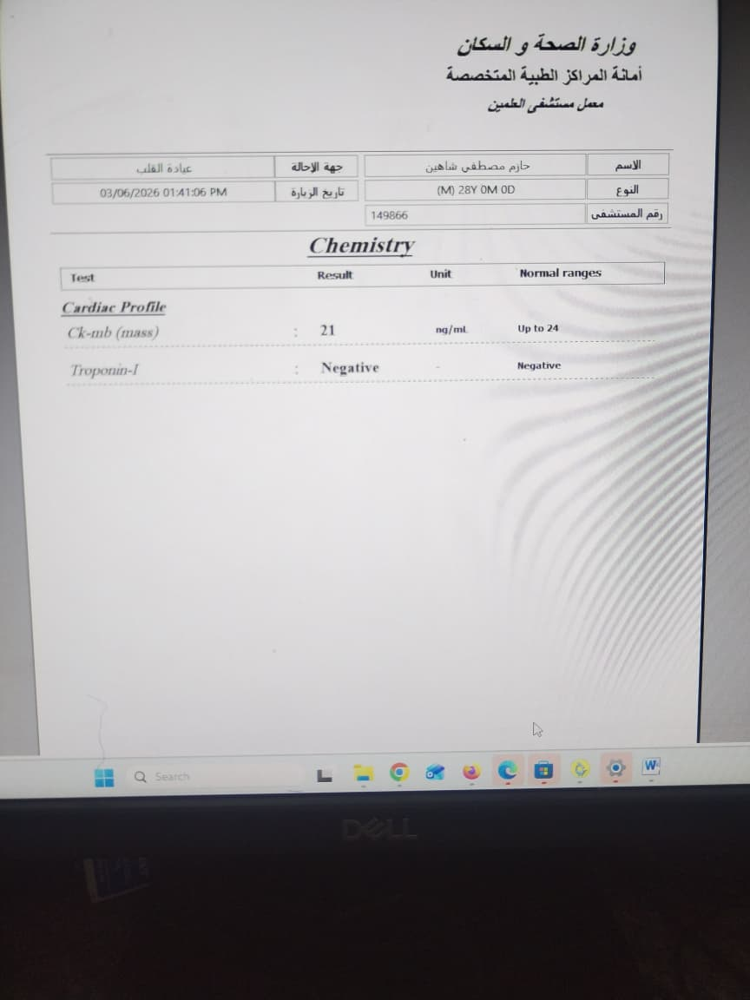 وزارة الصحة و السكان
أمانة المراكز الطبية المتخصصة
معمل مستشفى العلمين
الاسم حازم مصطفي شاهين جهة الاحالة عيادة القلب
النوع (M) 28Y 0M 0D تاريخ الزيارة 03/06/2026 01:41:06 PM
رقم المستشفى 149866
Chemistry
Test Result Unit Normal ranges
Cardiac Profile
Ck-mb (mass) : 21 ng/mL Up to 24
Troponin-I : Negative - Negative
Search
DELL